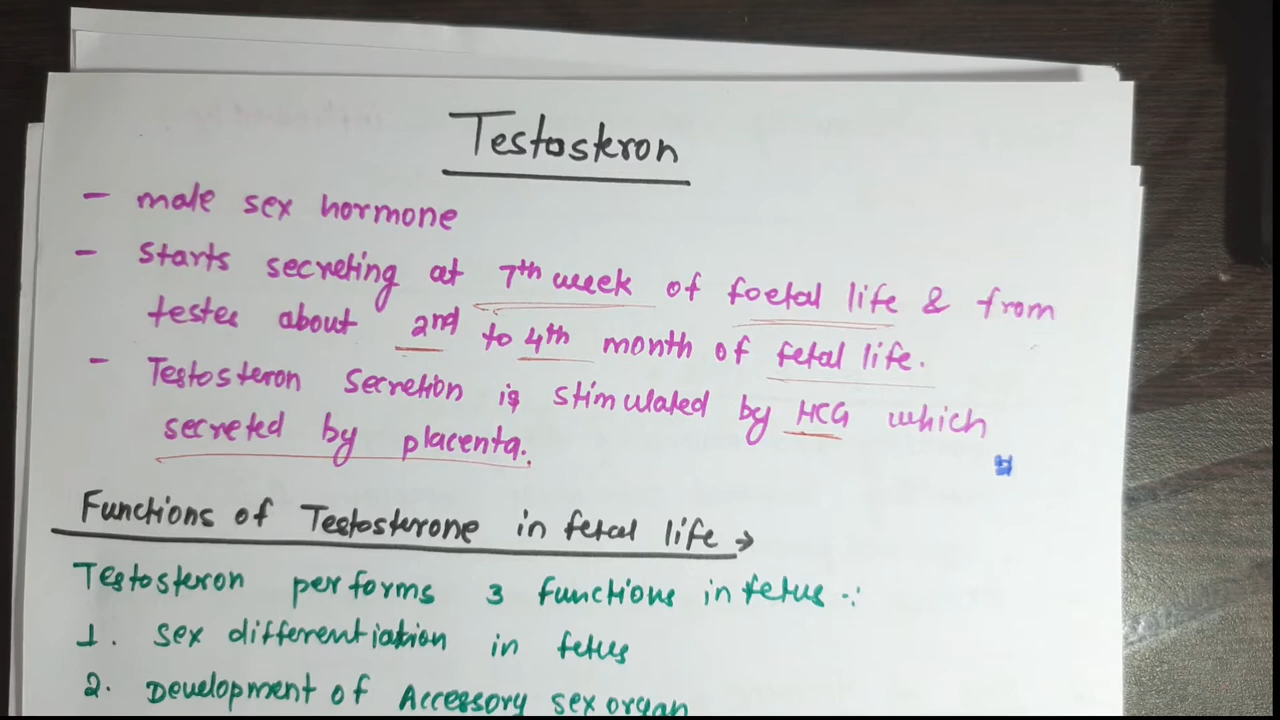 Testosteron
- male sex hormone
- Starts secreting at 7th week of foetal life & from
testes about 2nd to 4th month of fetal life.
- Testosteron secretion is stimulated by HCG which
secreted by placenta.
Functions of Testosterone in fetal life →
Testosteron performs 3 functions in fetus :
1. Sex differentiation in fetus
2. Development of Accessory sex organ